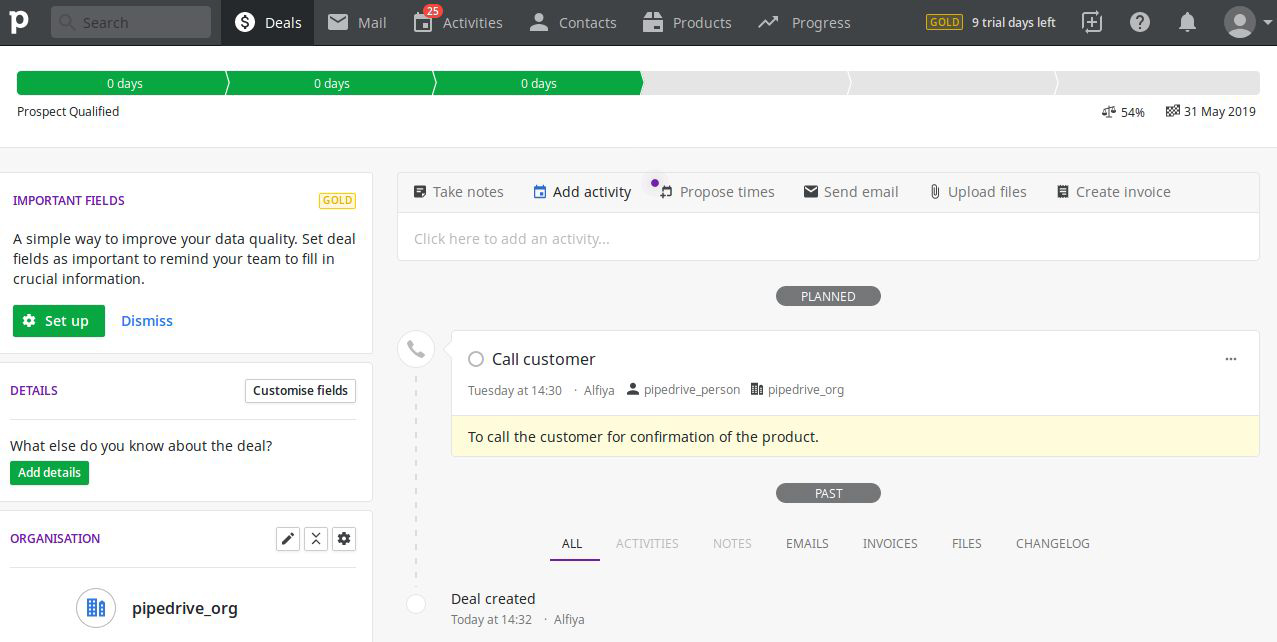 p Search Deals Mail 25 Activities Contacts Products Progress GOLD 9 trial days left
0 days 0 days 0 days
Prospect Qualified 54% 31 May 2019
IMPORTANT FIELDS GOLD
A simple way to improve your data quality. Set deal
fields as important to remind your team to fill in
crucial information.
Set up Dismiss
DETAILS Customise fields
What else do you know about the deal?
Add details
ORGANISATION
pipedrive_org
Take notes Add activity Propose times Send email Upload files Create invoice
Click here to add an activity...
PLANNED
Call customer
Tuesday at 14:30 · Alfiya pipedrive_person pipedrive_org
To call the customer for confirmation of the product.
PAST
ALL ACTIVITIES NOTES EMAILS INVOICES FILES CHANGELOG
Deal created
Today at 14:32 · Alfiya